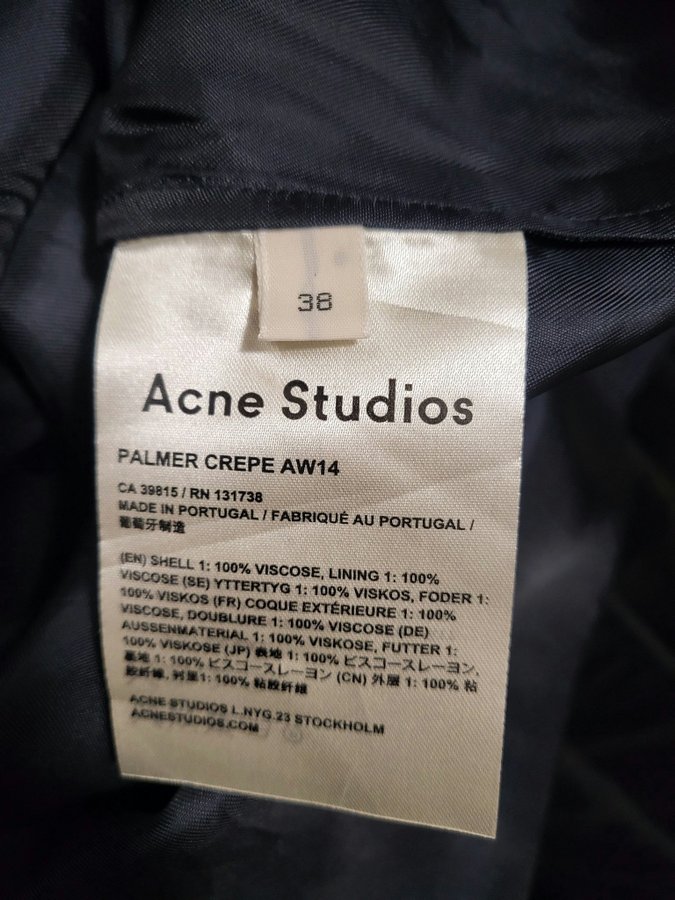 38
Acne Studios
PALMER CREPE AW14
CA 39815 / RN 131738
MADE IN PORTUGAL / FABRIQUÉ AU PORTUGAL /
葡萄牙制造
(EN) SHELL 1: 100% VISCOSE, LINING 1: 100%
VISCOSE (SE) YTTERTYG 1: 100% VISKOS, FODER 1:
100% VISKOS (FR) COQUE EXTÉRIEURE 1: 100%
VISCOSE, DOUBLURE 1: 100% VISCOSE (DE)
AUSSENMATERIAL 1: 100% VISKOSE, FUTTER 1:
100% VISKOSE (JP) 表地 1: 100% ビスコースレーヨン,
裏地 1: 100% ビスコースレーヨン (CN) 外層 1: 100% 粘
胶纤维, 衬里1: 100% 粘胶纤维
ACNE STUDIOS L.NYG.23 STOCKHOLM
ACNESTUDIOS.COM